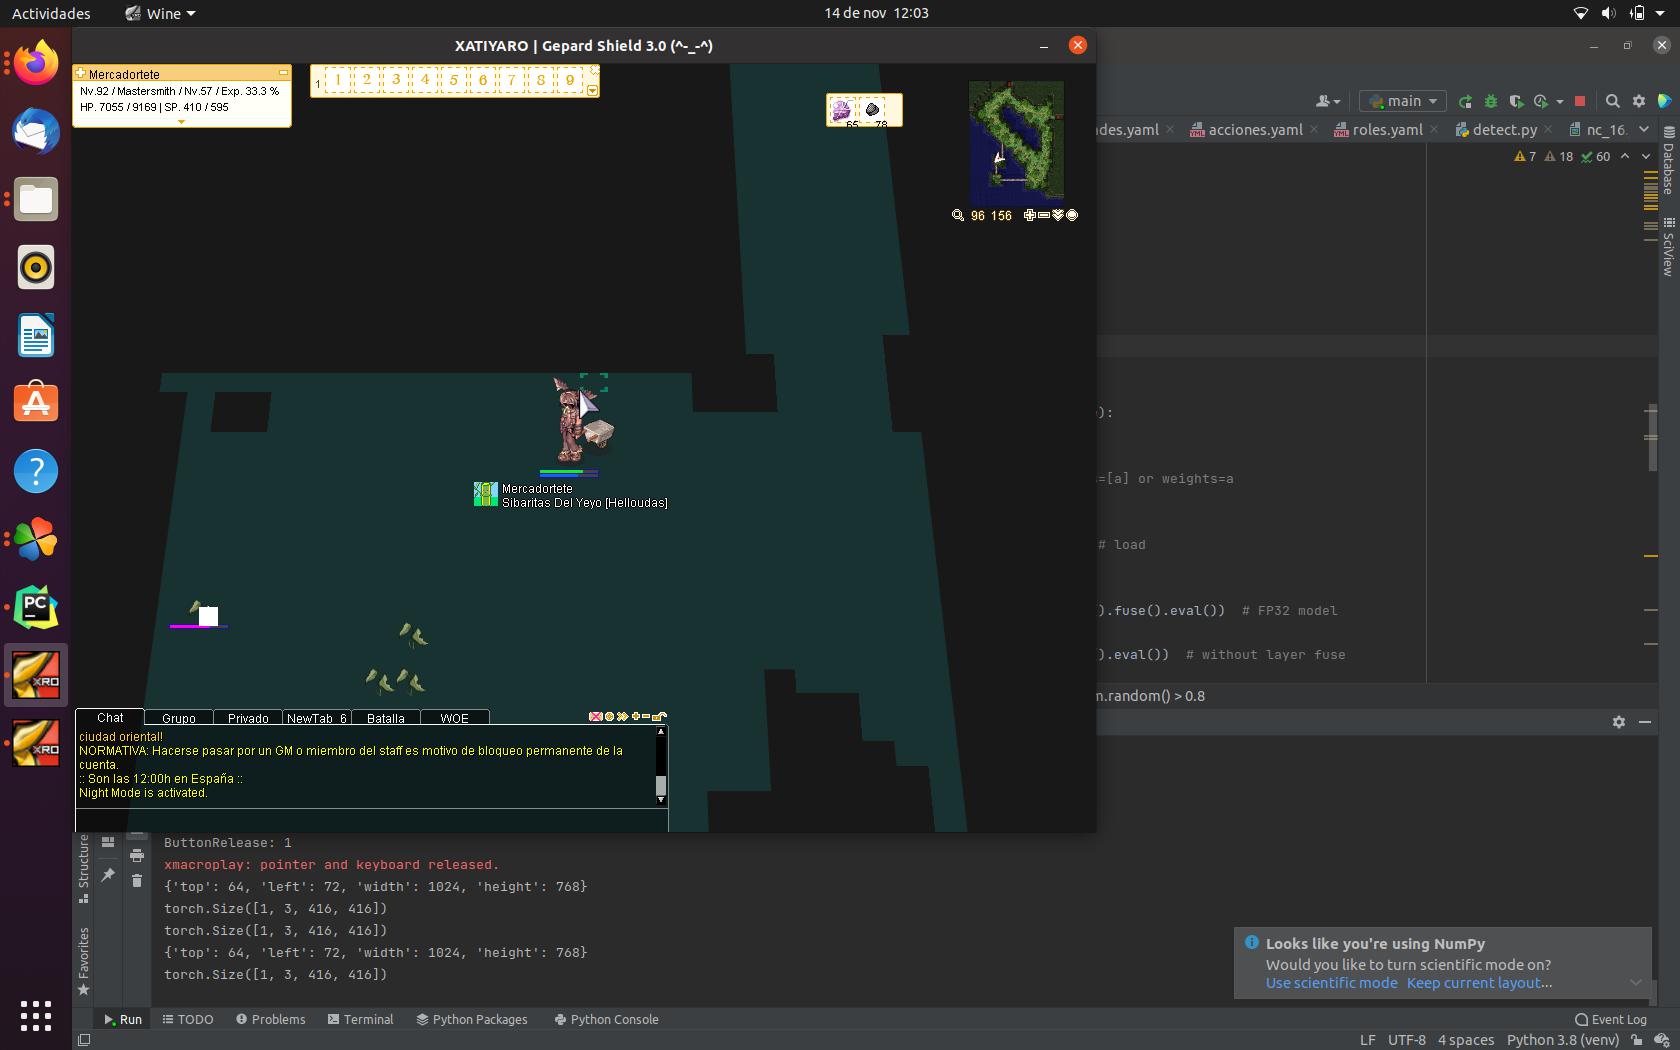 Actividades
Wine
14 de nov 12:03
XATIYARO | Gepard Shield 3.0 (^-_-^)
Mercadortete
Nv.92 / Mastersmith / Nv.57 / Exp. 33.3 %
HP. 7055 / 9169 | SP. 410 / 595
1 1 2 3 4 5 6 7 8 9
65 78
96 156
main
des.yaml
acciones.yaml
roles.yaml
detect.py
nc_16.
7 18 60
Database
SciView
):
=[a] or weights=a
# load
).fuse().eval()) # FP32 model
).eval()) # without layer fuse
m.random() > 0.8
Mercadortete
Sibaritas Del Yeyo [Helloudas]
PC
XRO
XRO
Chat
Grupo
Privado
NewTab_6
Batalla
WOE
ciudad oriental!
NORMATIVA: Hacerse pasar por un GM o miembro del staff es motivo de bloqueo permanente de la
cuenta.
:: Son las 12:00h en España ::
Night Mode is activated.
Structure
Favorites
ButtonRelease: 1
xmacroplay: pointer and keyboard released.
{'top': 64, 'left': 72, 'width': 1024, 'height': 768}
torch.Size([1, 3, 416, 416])
torch.Size([1, 3, 416, 416])
{'top': 64, 'left': 72, 'width': 1024, 'height': 768}
torch.Size([1, 3, 416, 416])
Looks like you're using NumPy
Would you like to turn scientific mode on?
Use scientific mode Keep current layout...
Run
TODO
Problems
Terminal
Python Packages
Python Console
Event Log
LF UTF-8 4 spaces Python 3.8 (venv)